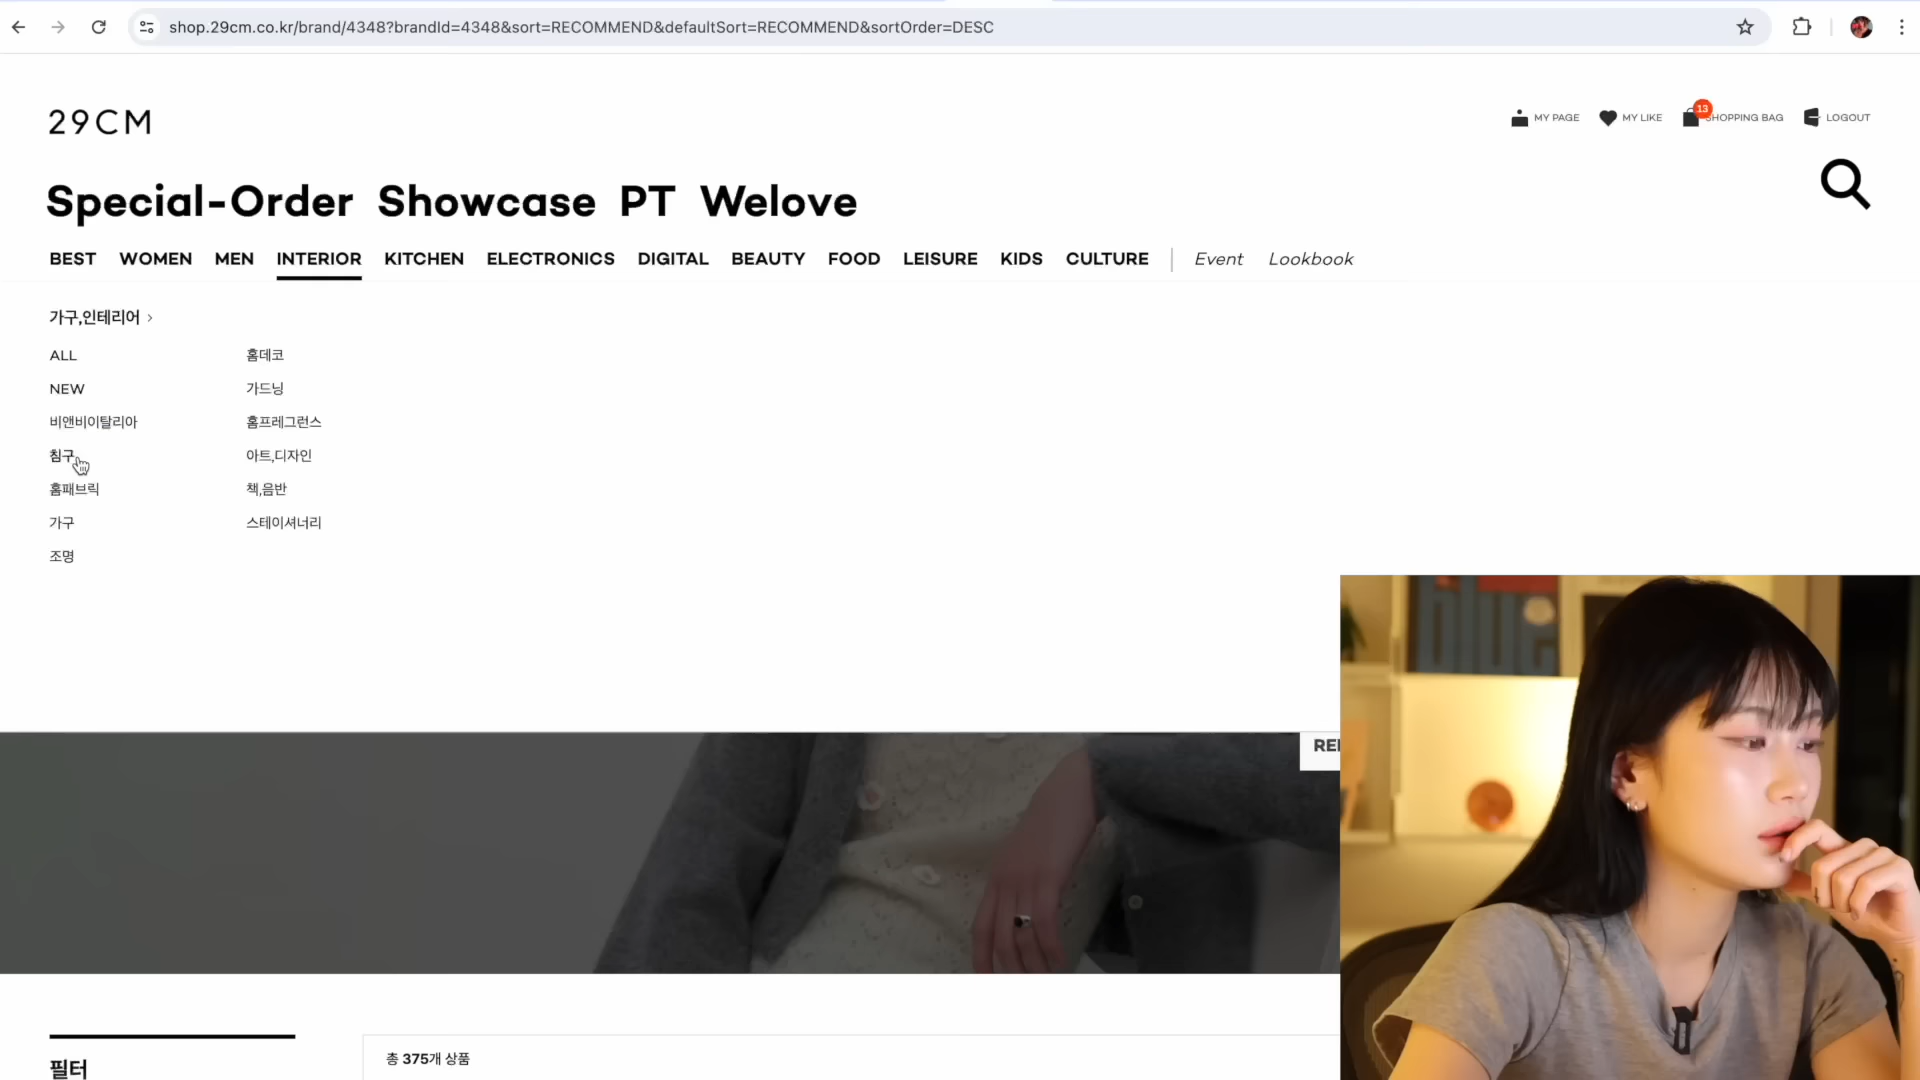 shop.29cm.co.kr/brand/4348?brandId=4348&sort=RECOMMEND&defaultSort=RECOMMEND&sortOrder=DESC
29CM
MY PAGE MY LIKE 13 SHOPPING BAG LOGOUT
Special-Order Showcase PT Welove
BEST WOMEN MEN INTERIOR KITCHEN ELECTRONICS DIGITAL BEAUTY FOOD LEISURE KIDS CULTURE Event Lookbook
가구,인테리어 >
ALL 홈데코
NEW 가드닝
비앤비이탈리아 홈프레그런스
침구 아트,디자인
홈패브릭 책,음반
가구 스테이셔너리
조명
총 375개 상품
필터